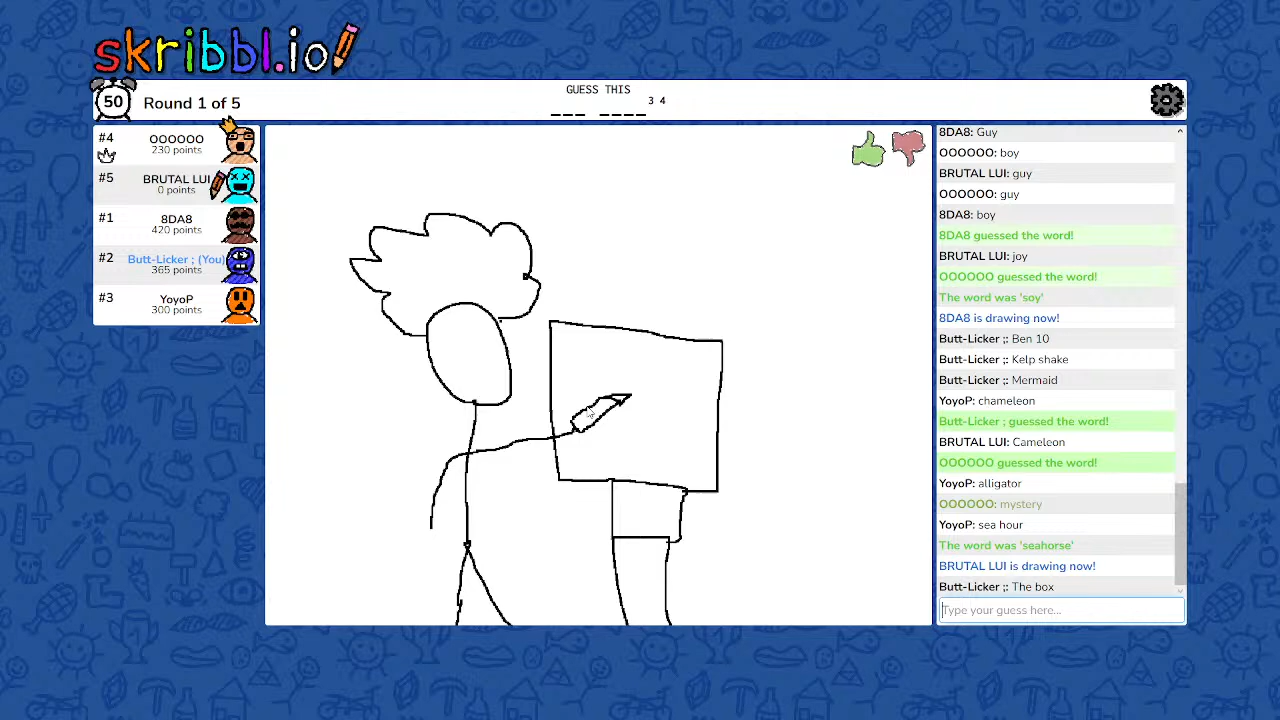 skribbl.io
50
Round 1 of 5
GUESS THIS
___ ____ 3 4
#4
OOOOOO
230 points
#5
BRUTAL LUI
0 points
#1
8DA8
420 points
#2
Butt-Licker ; (You)
365 points
#3
YoyoP
300 points
8DA8: Guy
OOOOOO: boy
BRUTAL LUI: guy
OOOOOO: guy
8DA8: boy
8DA8 guessed the word!
BRUTAL LUI: joy
OOOOOO guessed the word!
The word was 'soy'
8DA8 is drawing now!
Butt-Licker ;: Ben 10
Butt-Licker ;: Kelp shake
Butt-Licker ;: Mermaid
YoyoP: chameleon
Butt-Licker ; guessed the word!
BRUTAL LUI: Cameleon
OOOOOO guessed the word!
YoyoP: alligator
OOOOOO: mystery
YoyoP: sea hour
The word was 'seahorse'
BRUTAL LUI is drawing now!
Butt-Licker ;: The box
Type your guess here...